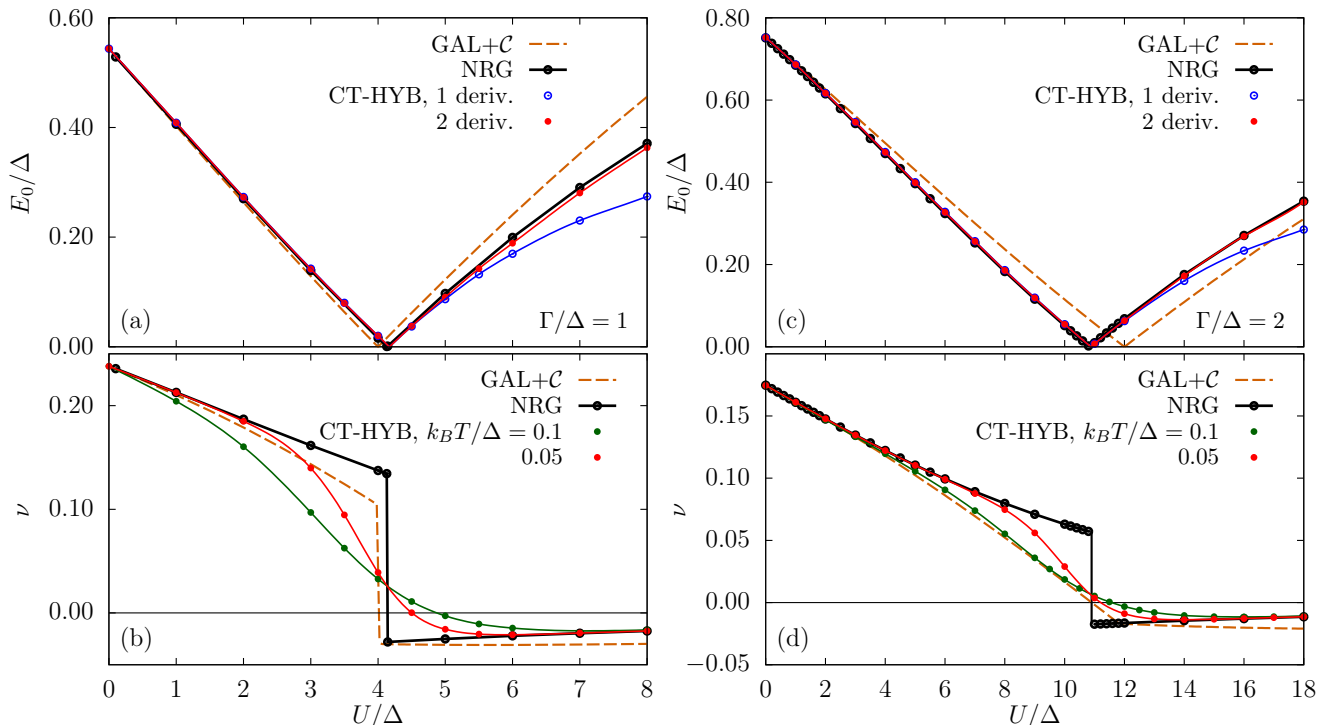 0.60
0.40
0.20
0.00
E₀/Δ
GAL+𝒞
NRG
CT-HYB, 1 deriv.
2 deriv.
(a)
Γ/Δ = 1
0.80
0.60
0.40
0.20
0.00
E₀/Δ
GAL+𝒞
NRG
CT-HYB, 1 deriv.
2 deriv.
(c)
Γ/Δ = 2
0.20
0.10
0.00
ν
GAL+𝒞
NRG
CT-HYB, k_BT/Δ = 0.1
0.05
(b)
0 1 2 3 4 5 6 7 8
U/Δ
0.15
0.10
0.05
0.00
−0.05
ν
GAL+𝒞
NRG
CT-HYB, k_BT/Δ = 0.1
0.05
(d)
0 2 4 6 8 10 12 14 16 18
U/Δ